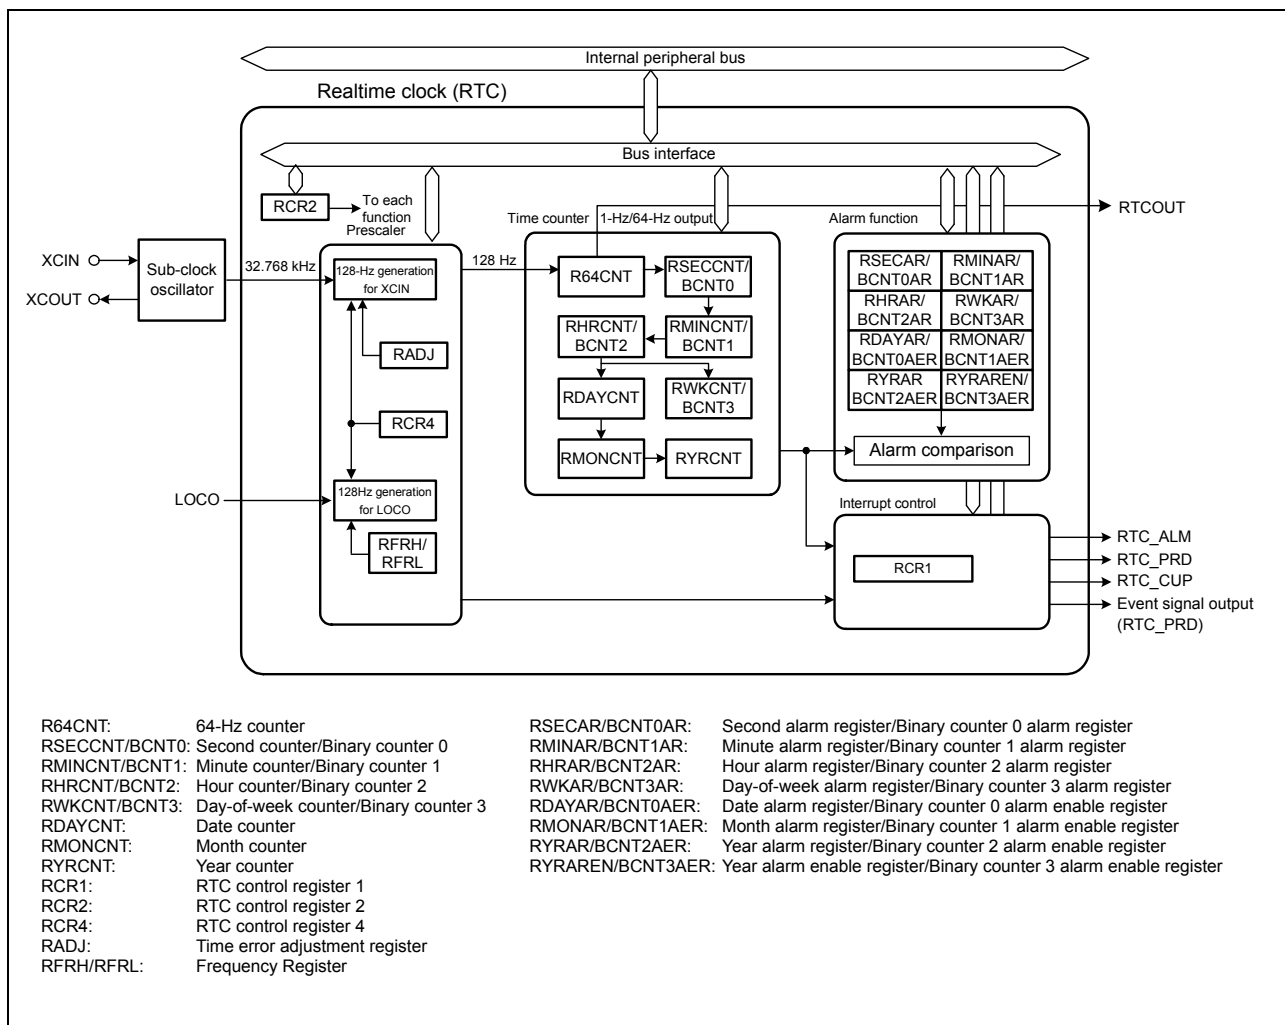 Internal peripheral bus
Realtime clock (RTC)
Bus interface
RCR2
To each
function
Prescaler
Time counter
1-Hz/64-Hz output
Alarm function
RTCOUT
XCIN
XCOUT
Sub-clock
oscillator
32.768 kHz
128-Hz generation
for XCIN
128 Hz
RADJ
RCR4
LOCO
128Hz generation
for LOCO
RFRH/
RFRL
R64CNT
RSECCNT/
BCNT0
RHRCNT/
BCNT2
RMINCNT/
BCNT1
RDAYCNT
RWKCNT/
BCNT3
RMONCNT
RYRCNT
RSECAR/
BCNT0AR
RMINAR/
BCNT1AR
RHRAR/
BCNT2AR
RWKAR/
BCNT3AR
RDAYAR/
BCNT0AER
RMONAR/
BCNT1AER
RYRAR
BCNT2AER
RYRAREN/
BCNT3AER
Alarm comparison
Interrupt control
RCR1
RTC_ALM
RTC_PRD
RTC_CUP
Event signal output
(RTC_PRD)
R64CNT: 64-Hz counter
RSECCNT/BCNT0: Second counter/Binary counter 0
RMINCNT/BCNT1: Minute counter/Binary counter 1
RHRCNT/BCNT2: Hour counter/Binary counter 2
RWKCNT/BCNT3: Day-of-week counter/Binary counter 3
RDAYCNT: Date counter
RMONCNT: Month counter
RYRCNT: Year counter
RCR1: RTC control register 1
RCR2: RTC control register 2
RCR4: RTC control register 4
RADJ: Time error adjustment register
RFRH/RFRL: Frequency Register
RSECAR/BCNT0AR: Second alarm register/Binary counter 0 alarm register
RMINAR/BCNT1AR: Minute alarm register/Binary counter 1 alarm register
RHRAR/BCNT2AR: Hour alarm register/Binary counter 2 alarm register
RWKAR/BCNT3AR: Day-of-week alarm register/Binary counter 3 alarm register
RDAYAR/BCNT0AER: Date alarm register/Binary counter 0 alarm enable register
RMONAR/BCNT1AER: Month alarm register/Binary counter 1 alarm enable register
RYRAR/BCNT2AER: Year alarm register/Binary counter 2 alarm enable register
RYRAREN/BCNT3AER: Year alarm enable register/Binary counter 3 alarm enable register